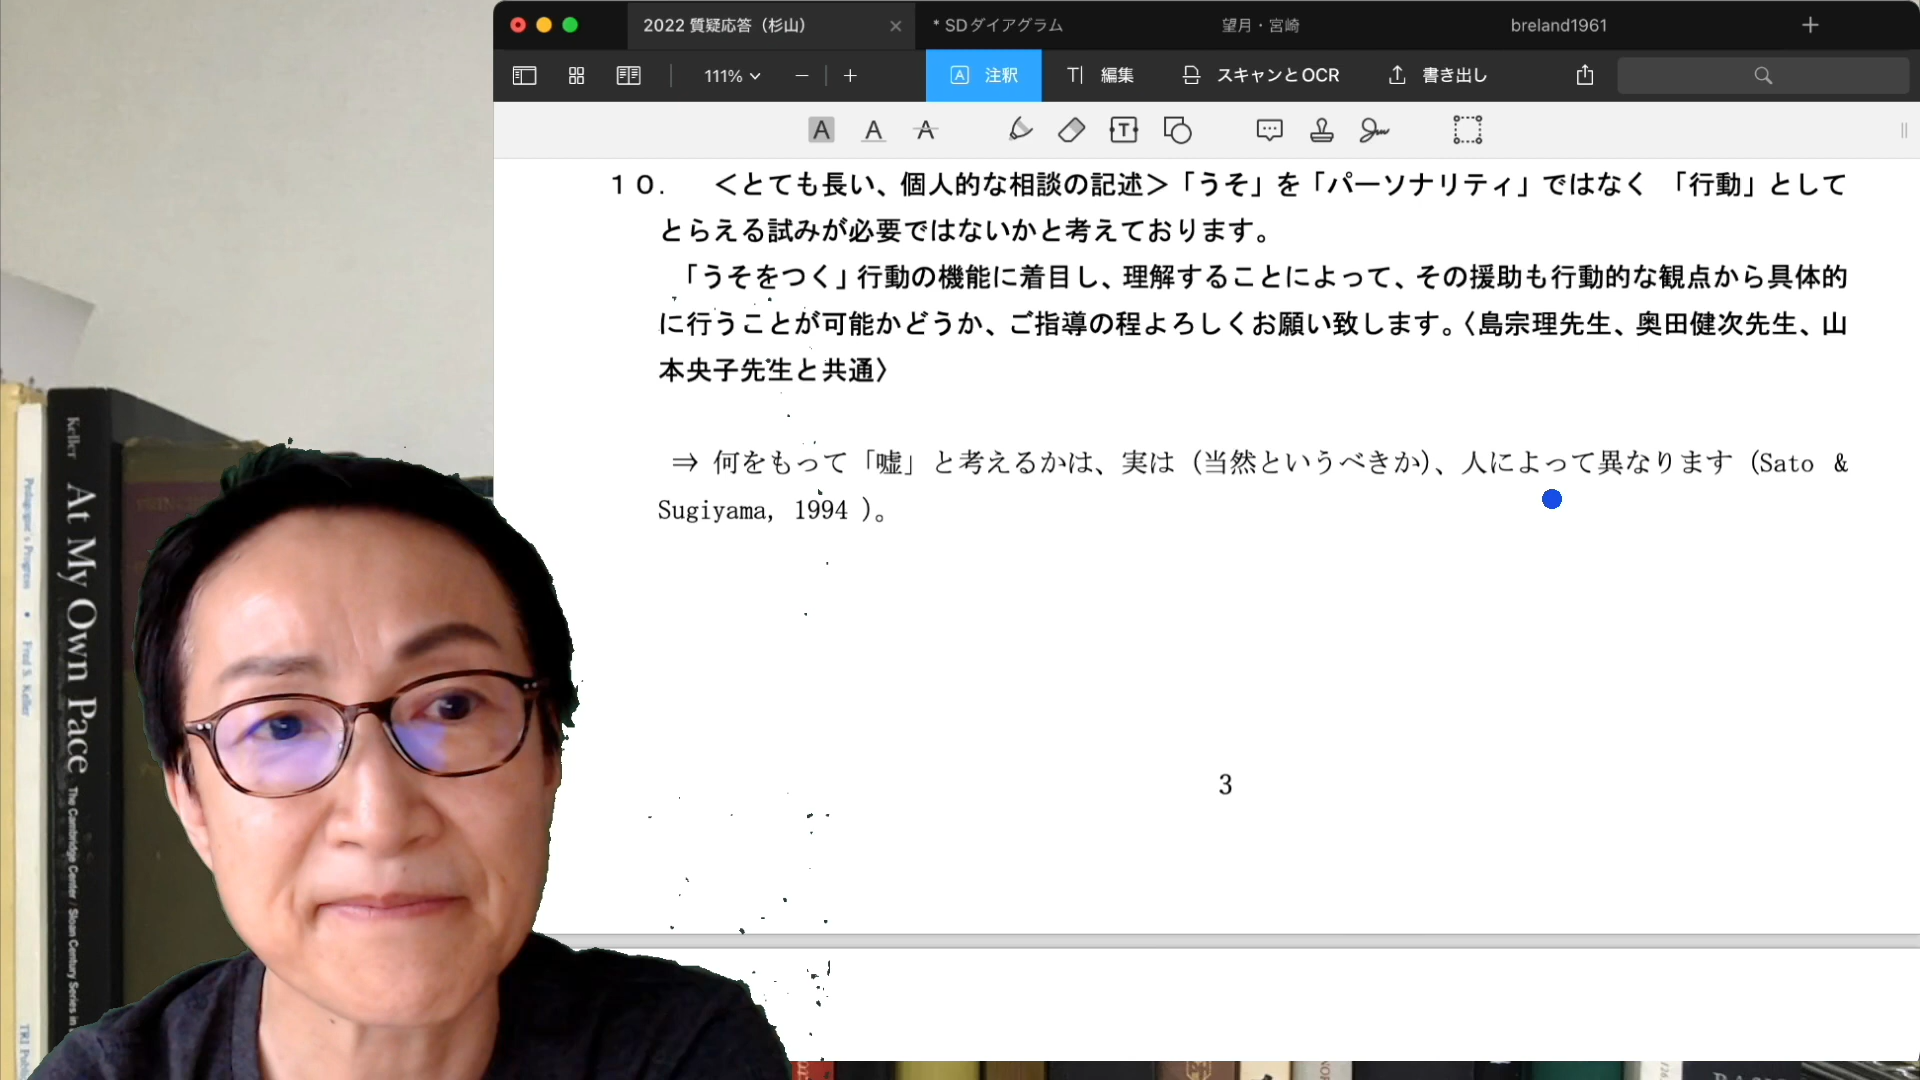 2022 質疑応答（杉山）
* SDダイアグラム
望月・宮崎
breland1961
111%
注釈
編集
スキャンとOCR
書き出し
１０． ＜とても長い、個人的な相談の記述＞「うそ」を「パーソナリティ」ではなく 「行動」として
とらえる試みが必要ではないかと考えております。
「うそをつく」行動の機能に着目し、理解することによって、その援助も行動的な観点から具体的
に行うことが可能かどうか、ご指導の程よろしくお願い致します。〈島宗理先生、奥田健次先生、山
本央子先生と共通〉
⇒ 何をもって「嘘」と考えるかは、実は（当然というべきか）、人によって異なります（Sato &
Sugiyama, 1994 ）。
3
Keller
At My Own Pace
The Cambridge Center / Sloan Century Series in
Pedagogue's Progress • Fred S. Keller